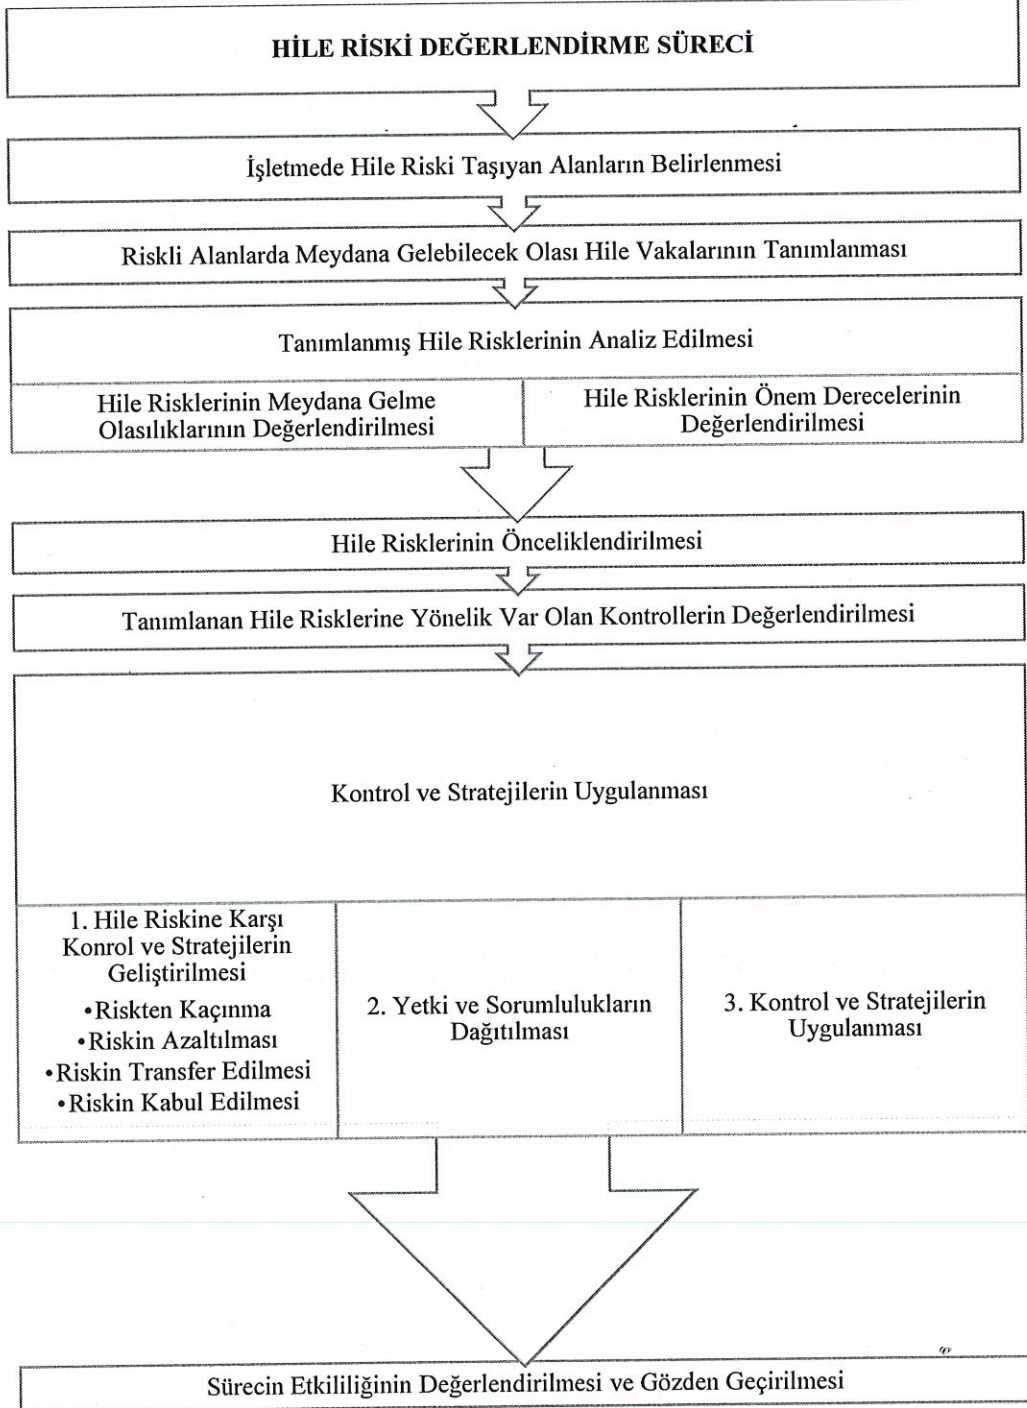 HİLE RİSKİ DEĞERLENDİRME SÜRECİ
İşletmede Hile Riski Taşıyan Alanların Belirlenmesi
Riskli Alanlarda Meydana Gelebilecek Olası Hile Vakalarının Tanımlanması
Tanımlanmış Hile Risklerinin Analiz Edilmesi
Hile Risklerinin Meydana Gelme
Olasılıklarının Değerlendirilmesi
Hile Risklerinin Önem Derecelerinin
Değerlendirilmesi
Hile Risklerinin Önceliklendirilmesi
Tanımlanan Hile Risklerine Yönelik Var Olan Kontrollerin Değerlendirilmesi
Kontrol ve Stratejilerin Uygulanması
1. Hile Riskine Karşı
Konrol ve Stratejilerin
Geliştirilmesi
•Riskten Kaçınma
•Riskin Azaltılması
•Riskin Transfer Edilmesi
•Riskin Kabul Edilmesi
2. Yetki ve Sorumlulukların
Dağıtılması
3. Kontrol ve Stratejilerin
Uygulanması
Sürecin Etkililiğinin Değerlendirilmesi ve Gözden Geçirilmesi